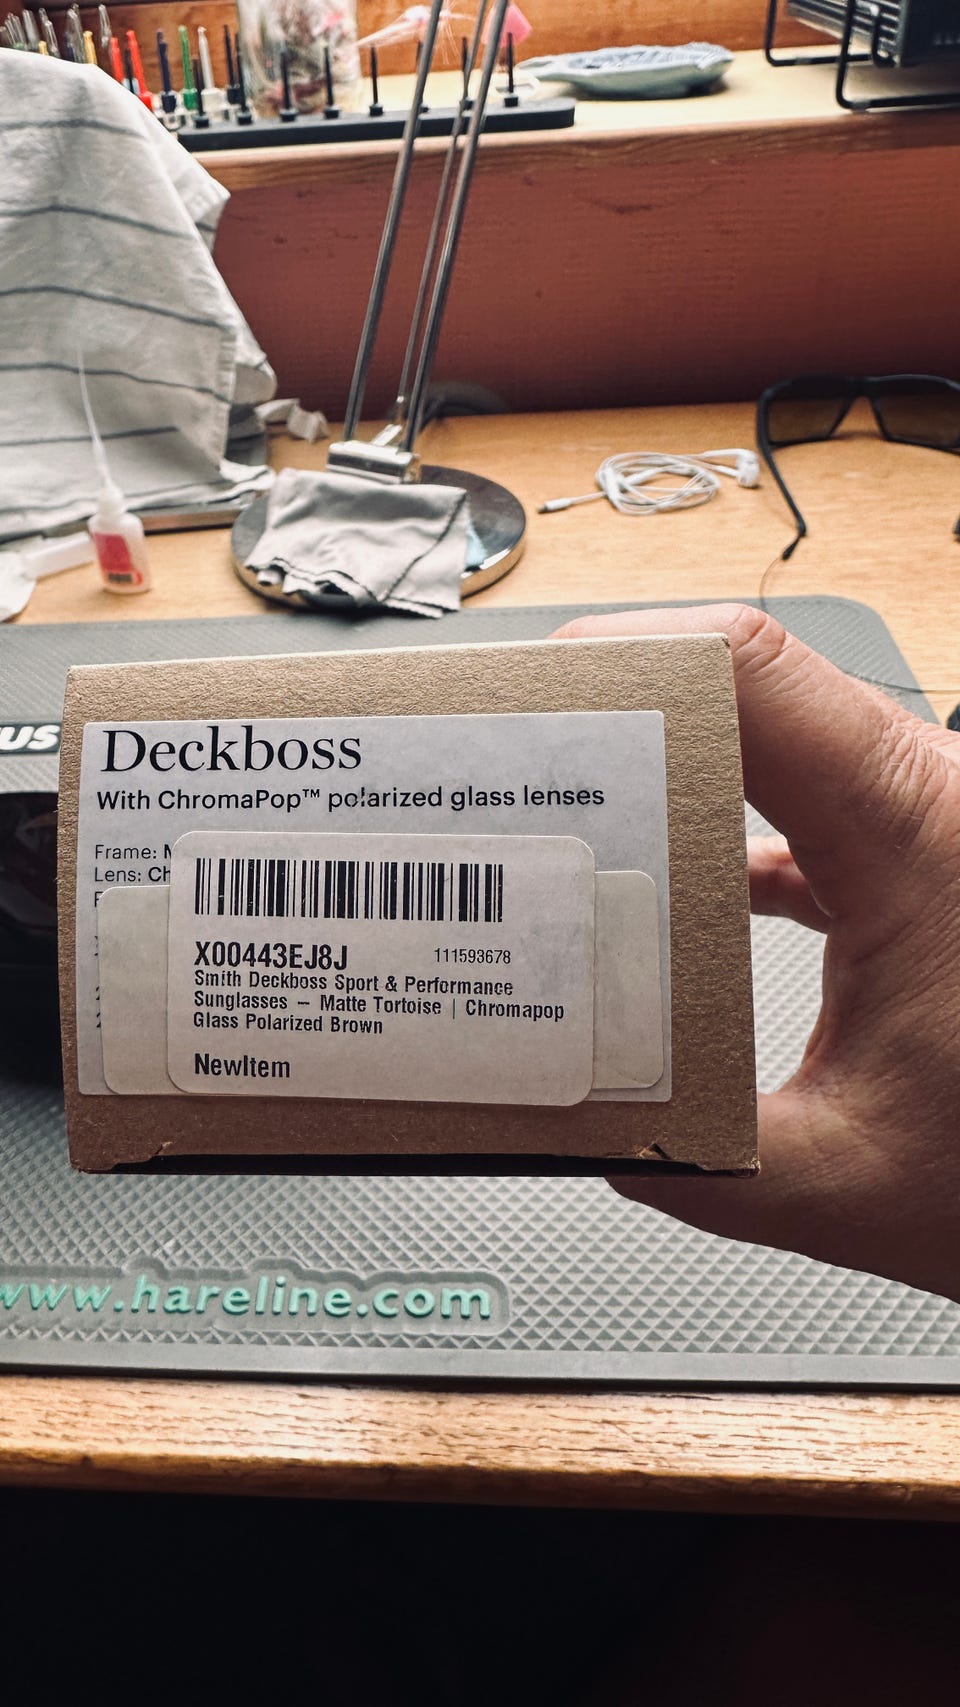 Deckboss
With ChromaPop™ polarized glass lenses
Frame:
Lens:
X00443EJ8J 111593678
Smith Deckboss Sport & Performance
Sunglasses – Matte Tortoise | Chromapop
Glass Polarized Brown
NewItem
www.hareline.com